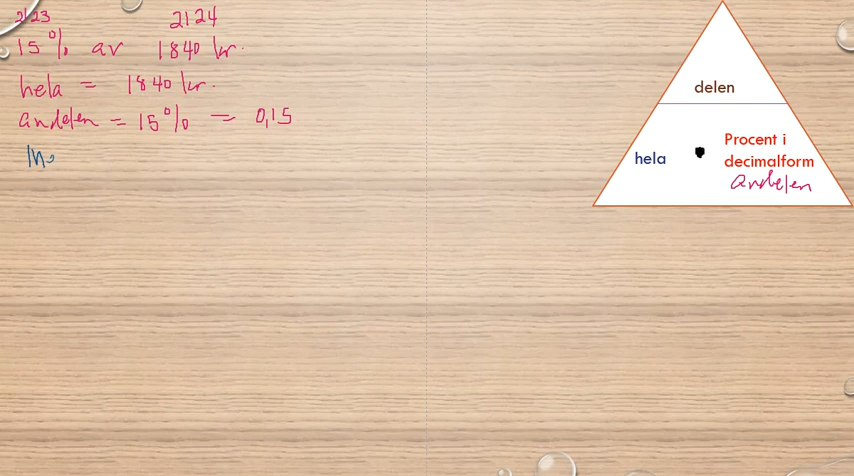 2123 2124
15% av 1840 kr.
hela = 1840 kr.
andelen = 15% = 0,15
delen
hela
Procent i
decimalform
andelen